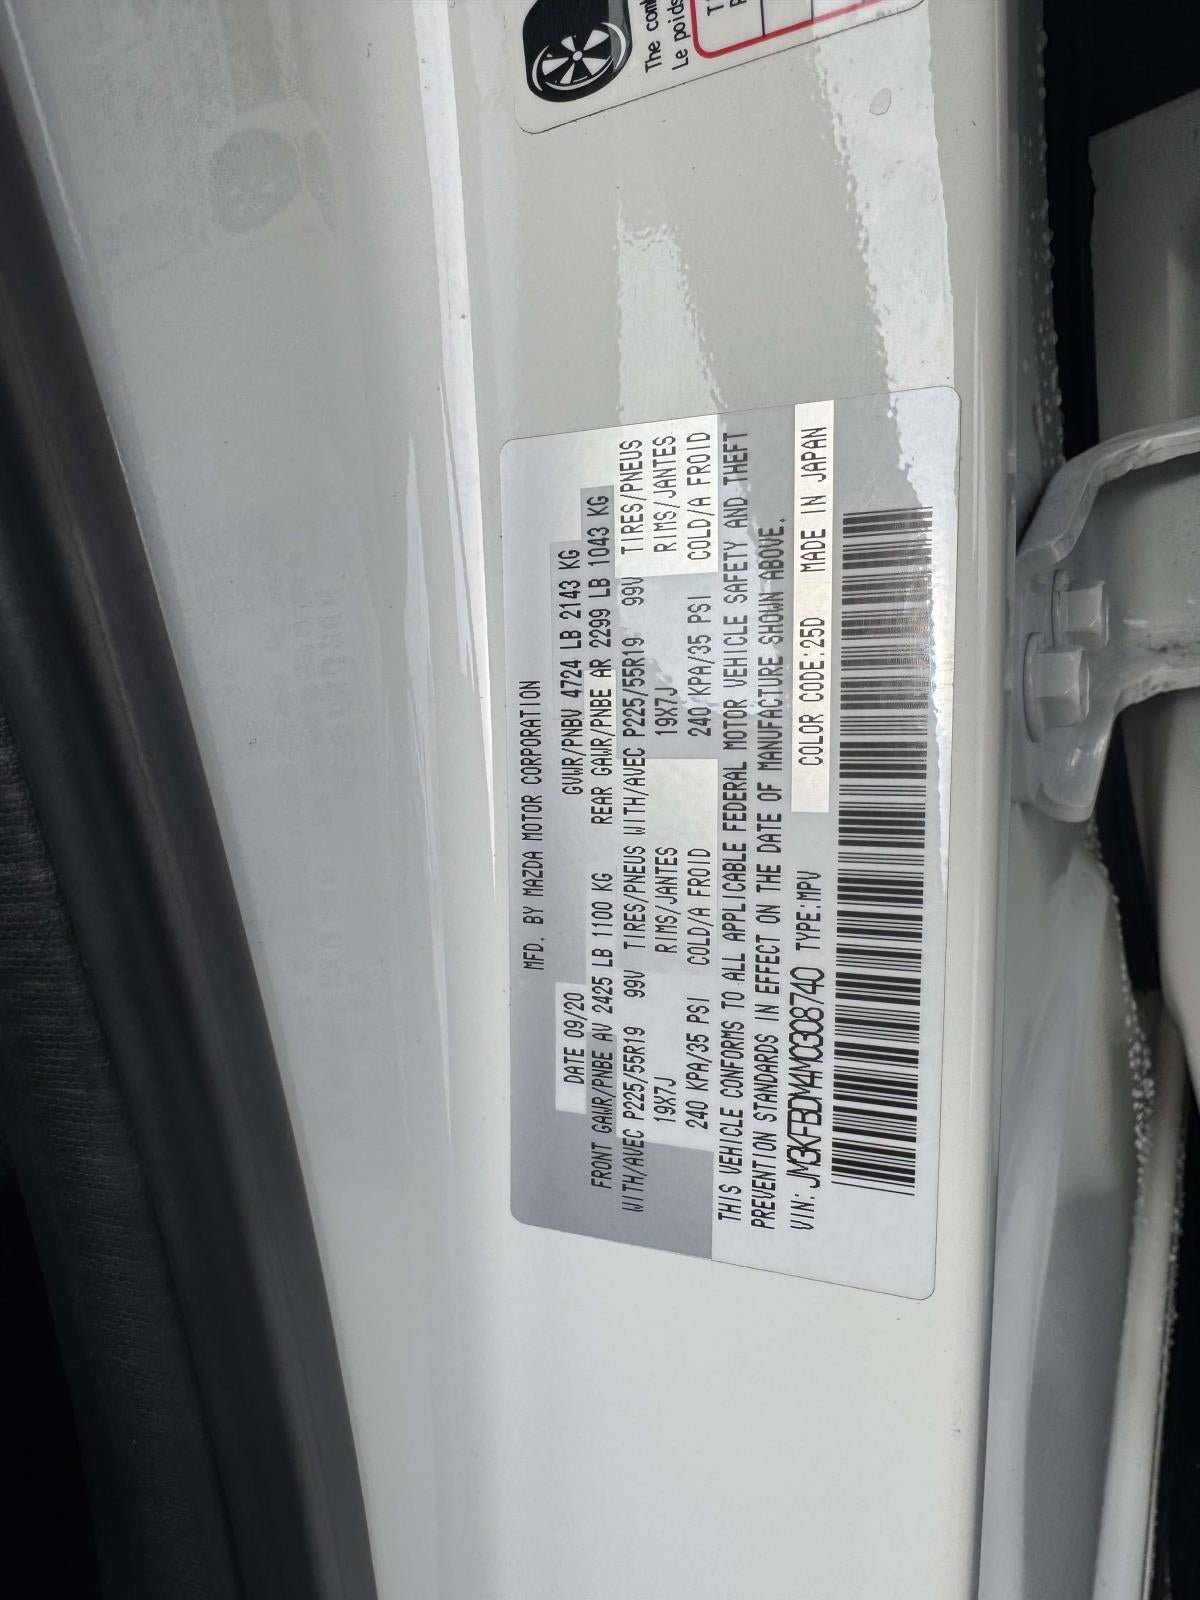 The com
Le poids
MFD. BY MAZDA MOTOR CORPORATION
DATE 09/20 GVWR/PNBV 4724 LB 2143 KG
FRONT GAWR/PNBE AV 2425 LB 1100 KG REAR GAWR/PNBE AR 2299 LB 1043 KG
WITH/AVEC P225/55R19 99V TIRES/PNEUS WITH/AVEC P225/55R19 99V TIRES/PNEUS
19X7J RIMS/JANTES 19X7J RIMS/JANTES
240 KPA/35 PSI COLD/A FROID 240 KPA/35 PSI COLD/A FROID
THIS VEHICLE CONFORMS TO ALL APPLICABLE FEDERAL MOTOR VEHICLE SAFETY AND THEFT
PREVENTION STANDARDS IN EFFECT ON THE DATE OF MANUFACTURE SHOWN ABOVE.
VIN: JM3KFBDM4M0308740 TYPE:MPV COLOR CODE:25D MADE IN JAPAN